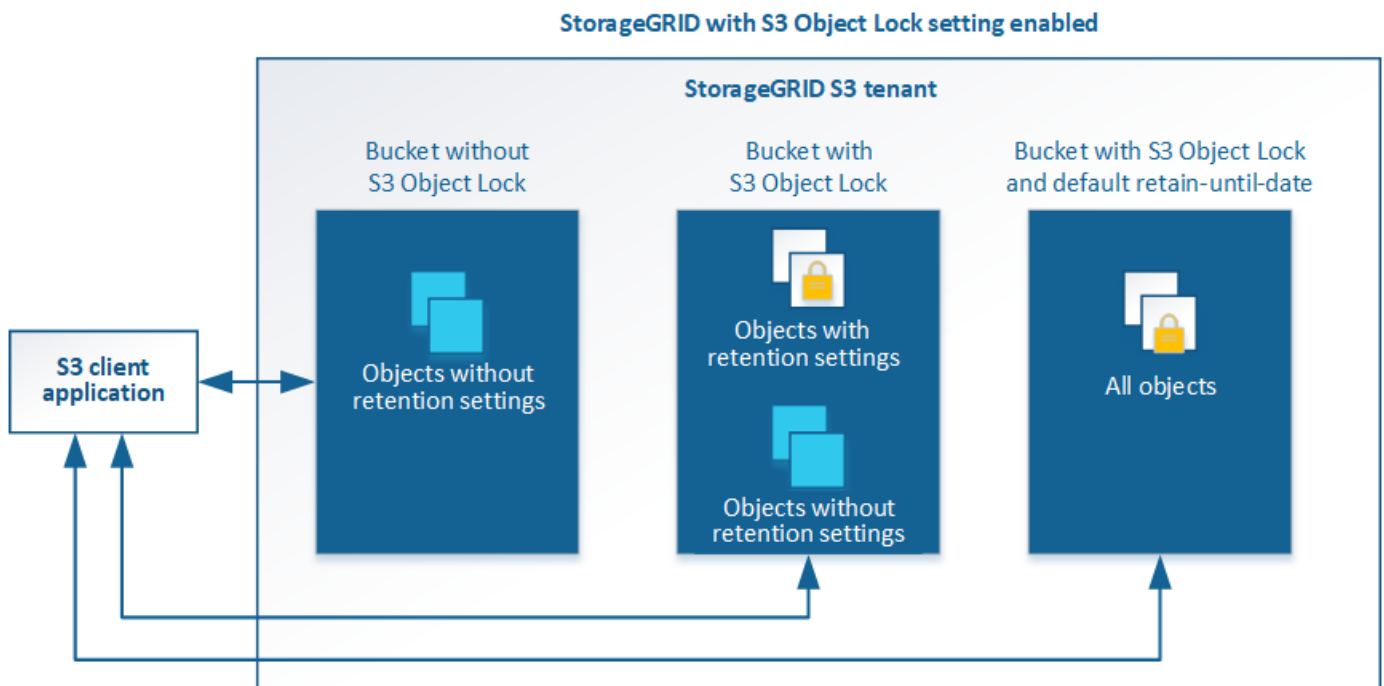 StorageGRID with S3 Object Lock setting enabled
StorageGRID S3 tenant
Bucket without
S3 Object Lock
Bucket with
S3 Object Lock
Bucket with S3 Object Lock
and default retain-until-date
S3 client
application
Objects without
retention settings
Objects with
retention settings
Objects without
retention settings
All objects